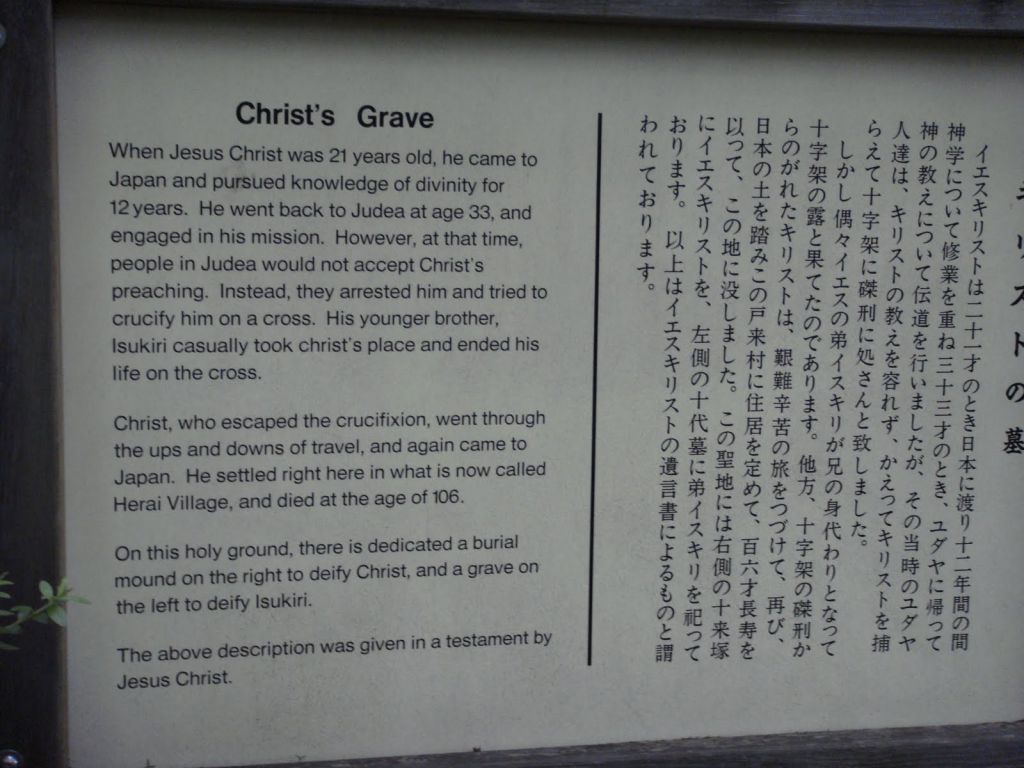 Christ's Grave
When Jesus Christ was 21 years old, he came to
Japan and pursued knowledge of divinity for
12 years. He went back to Judea at age 33, and
engaged in his mission. However, at that time,
people in Judea would not accept Christ's
preaching. Instead, they arrested him and tried to
crucify him on a cross. His younger brother,
Isukiri casually took christ's place and ended his
life on the cross.
Christ, who escaped the crucifixion, went through
the ups and downs of travel, and again came to
Japan. He settled right here in what is now called
Herai Village, and died at the age of 106.
On this holy ground, there is dedicated a burial
mound on the right to deify Christ, and a grave on
the left to deify Isukiri.
The above description was given in a testament by
Jesus Christ.
キリストの墓
イエスキリストは二十一才のとき日本に渡り十二年間の間
神学について修業を重ね三十三才のとき、ユダヤに帰って
神の教えについて伝道を行いましたが、その当時のユダヤ
人達は、キリストの教えを容れず、かえってキリストを捕
らえて十字架に磔刑に処さんと致しました。
しかし偶々イエスの弟イスキリが兄の身代わりとなって
十字架の露と果てたのであります。他方、十字架の磔刑か
らのがれたキリストは、艱難辛苦の旅をつづけて、再び、
日本の土を踏みこの戸来村に住居を定めて、百六才長寿を
以って、この地に没しました。この聖地には右側の十来塚
にイエスキリストを、左側の十代墓に弟イスキリを祀って
おります。以上はイエスキリストの遺言書によるものと謂
われております。